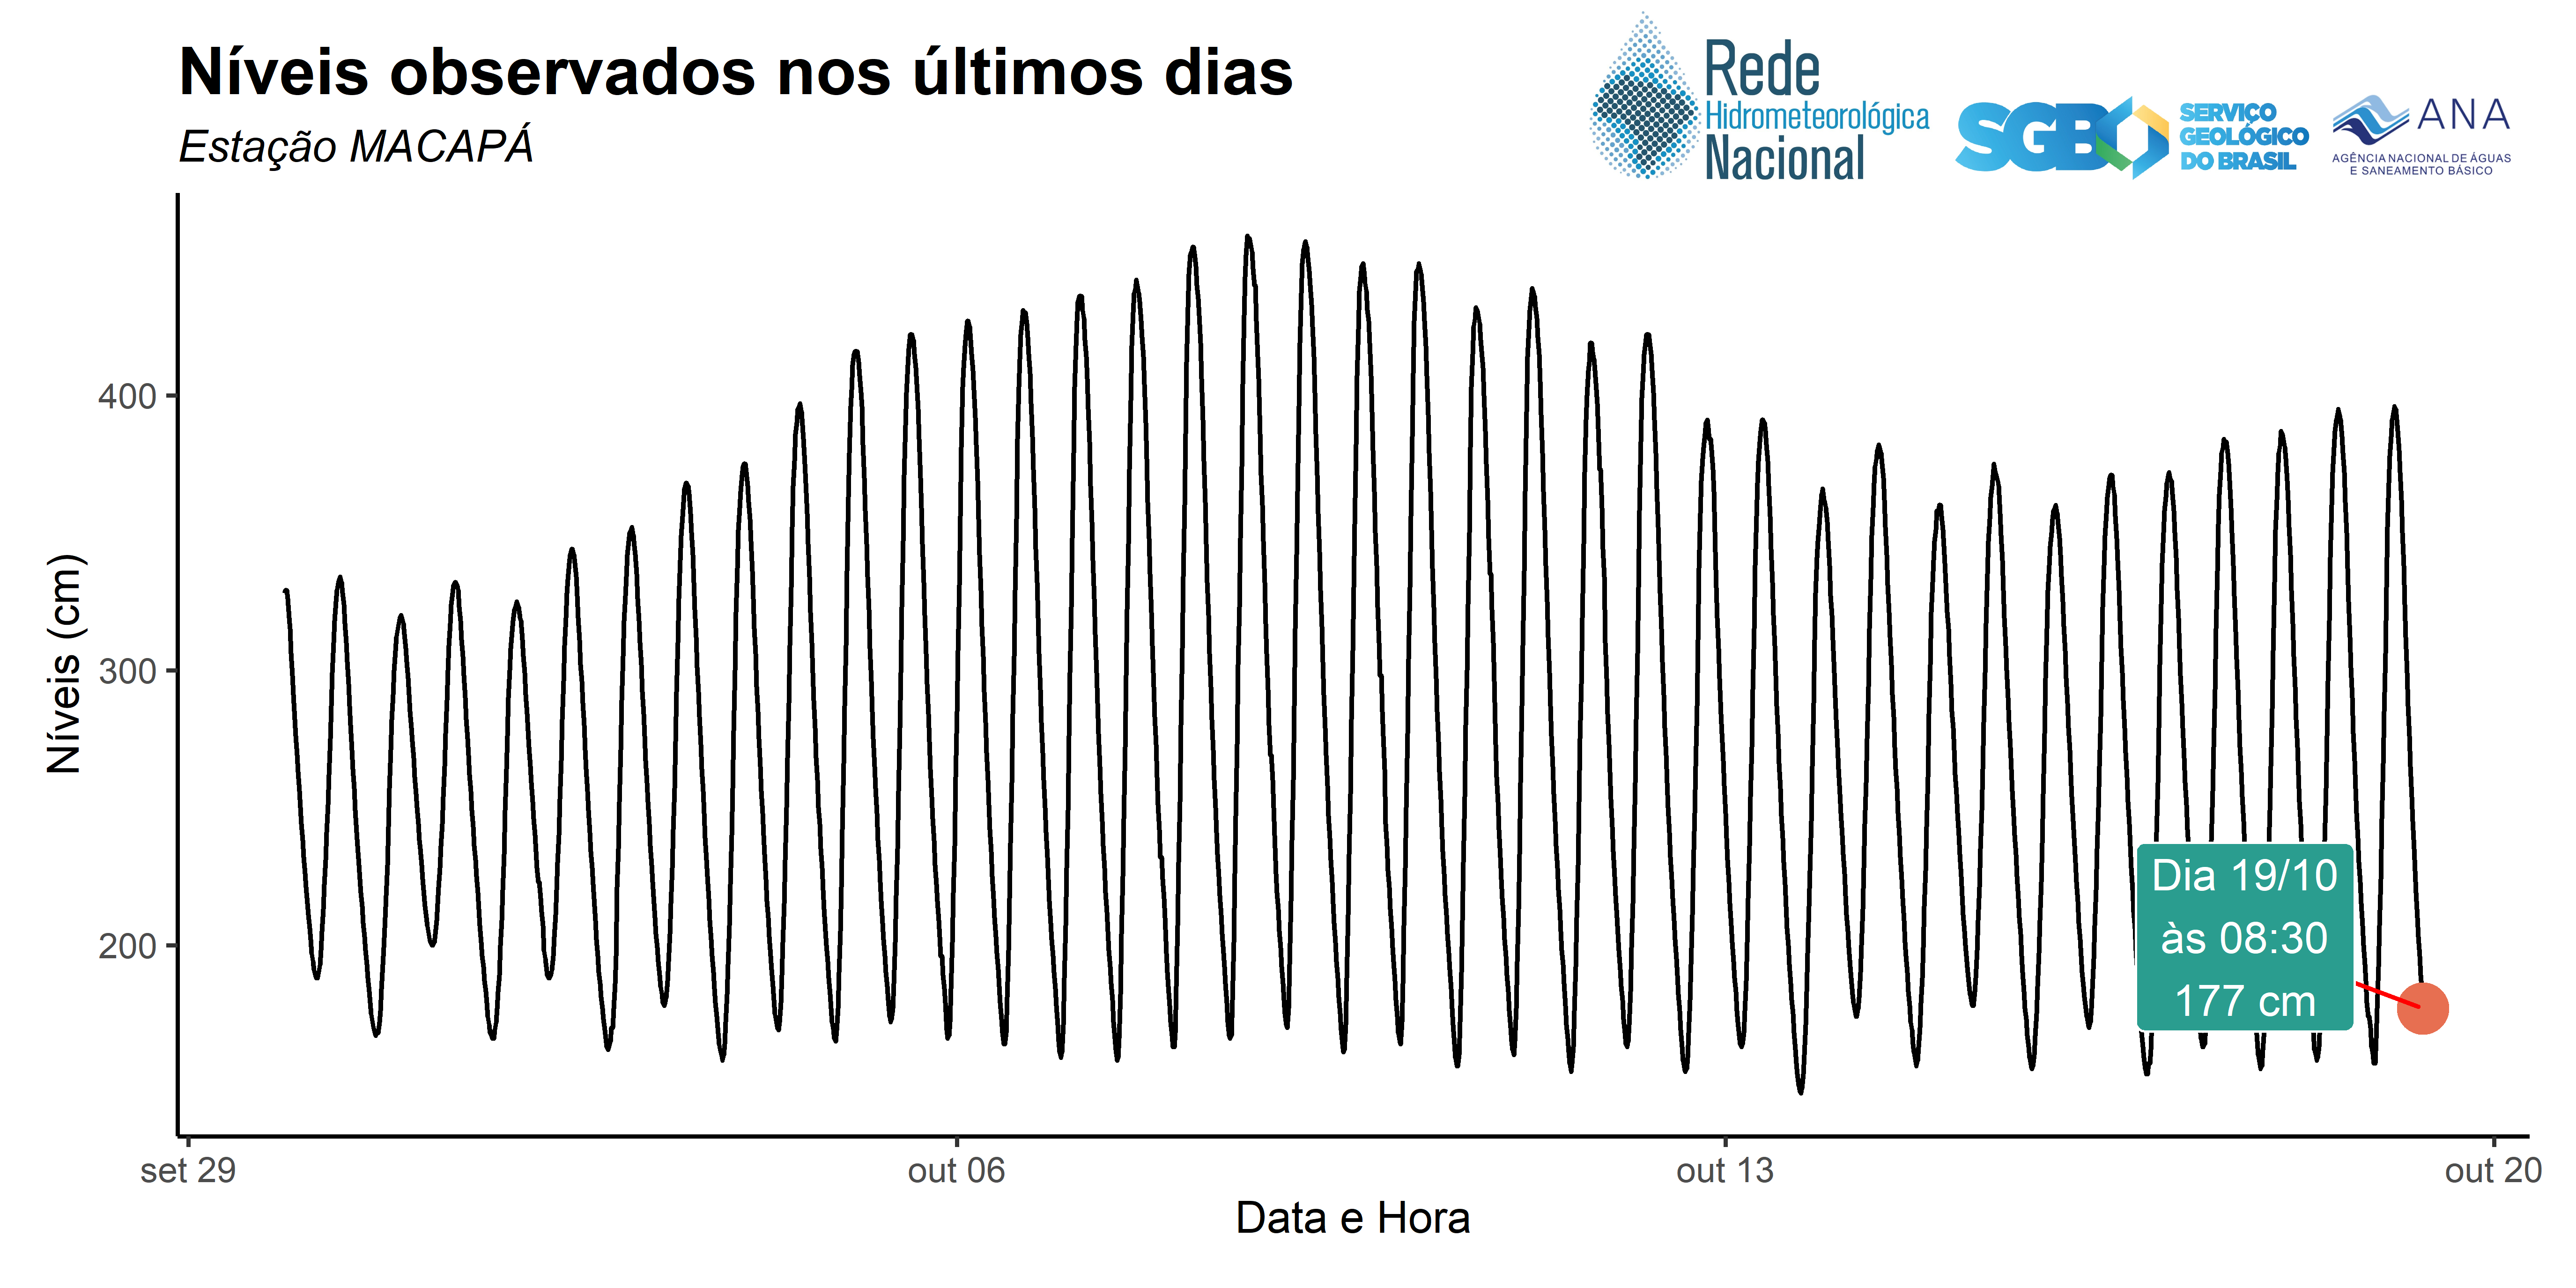 Níveis observados nos últimos dias
Estação MACAPÁ
Rede
Hidrometeorológica
Nacional
SGB
SERVIÇO
GEOLÓGICO
DO BRASIL
ANA
AGÊNCIA NACIONAL DE ÁGUAS
E SANEAMENTO BÁSICO
Níveis (cm)
400
300
200
Dia 19/10
às 08:30
177 cm
set 29
out 06
out 13
out 20
Data e Hora